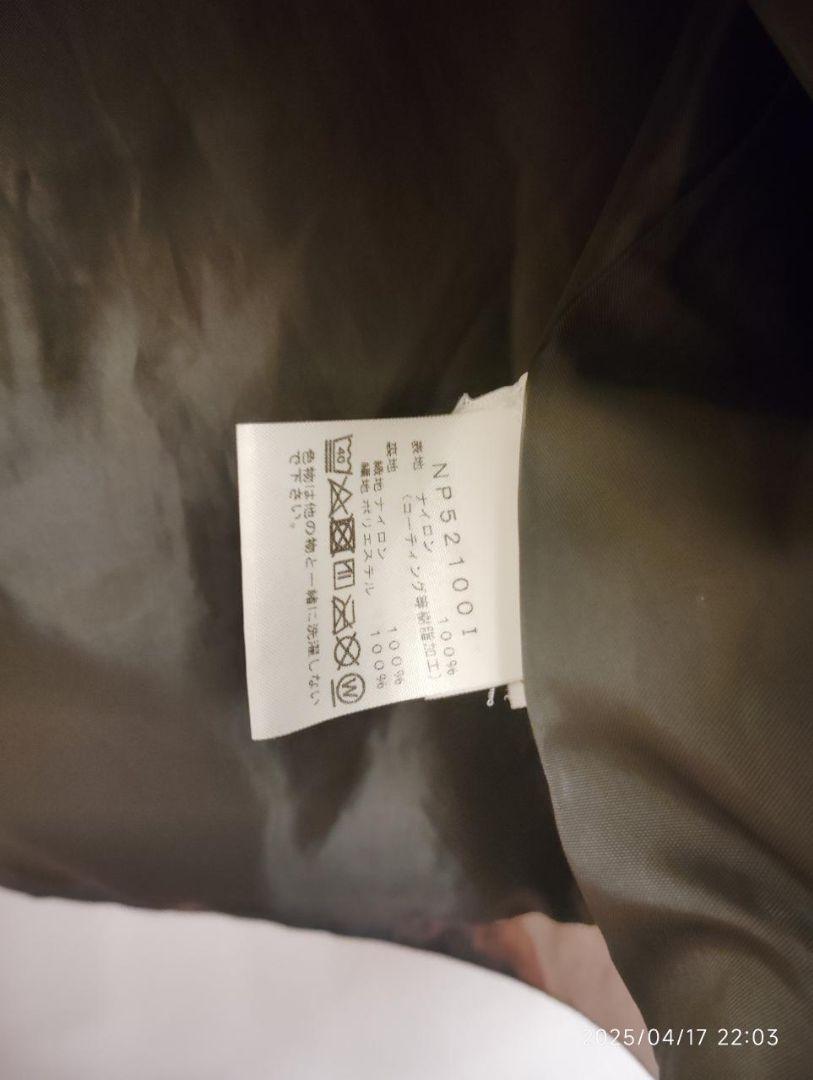 NP52100I
表地 ナイロン 100%
(コーティング等樹脂加工)
裏地
緯地 ナイロン 100%
ポリエステル 100%
40
W
色物は他の物と一緒に洗濯しない
で下さい。
2025/04/17 22:03